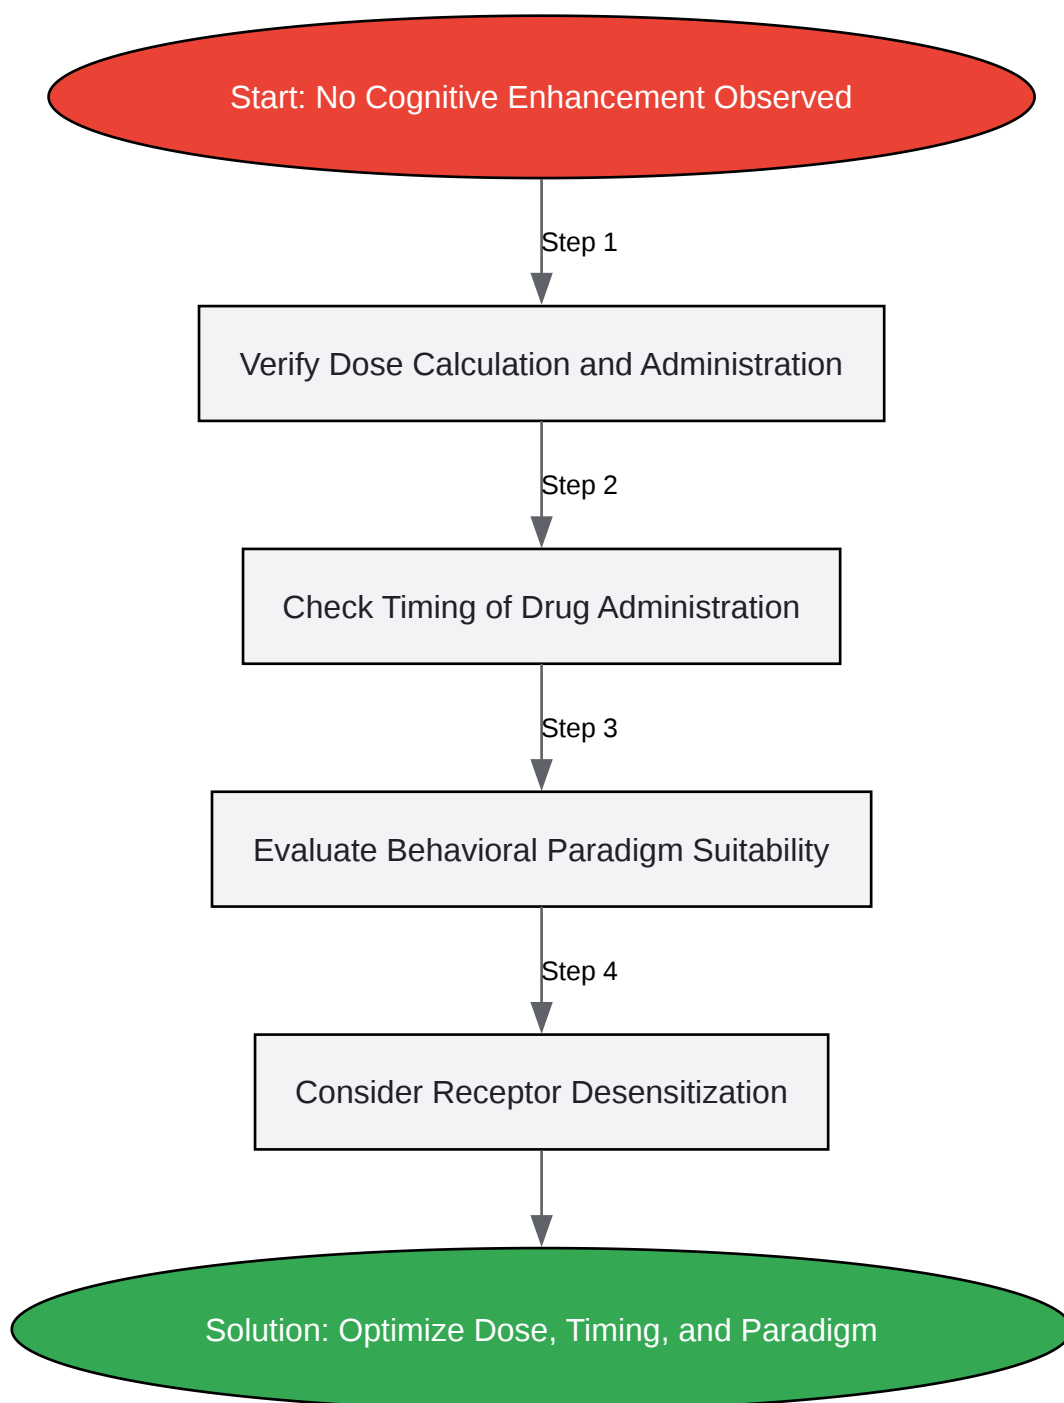 Start: No Cognitive Enhancement Observed
Step 1
Verify Dose Calculation and Administration
Step 2
Check Timing of Drug Administration
Step 3
Evaluate Behavioral Paradigm Suitability
Step 4
Consider Receptor Desensitization
Solution: Optimize Dose, Timing, and Paradigm